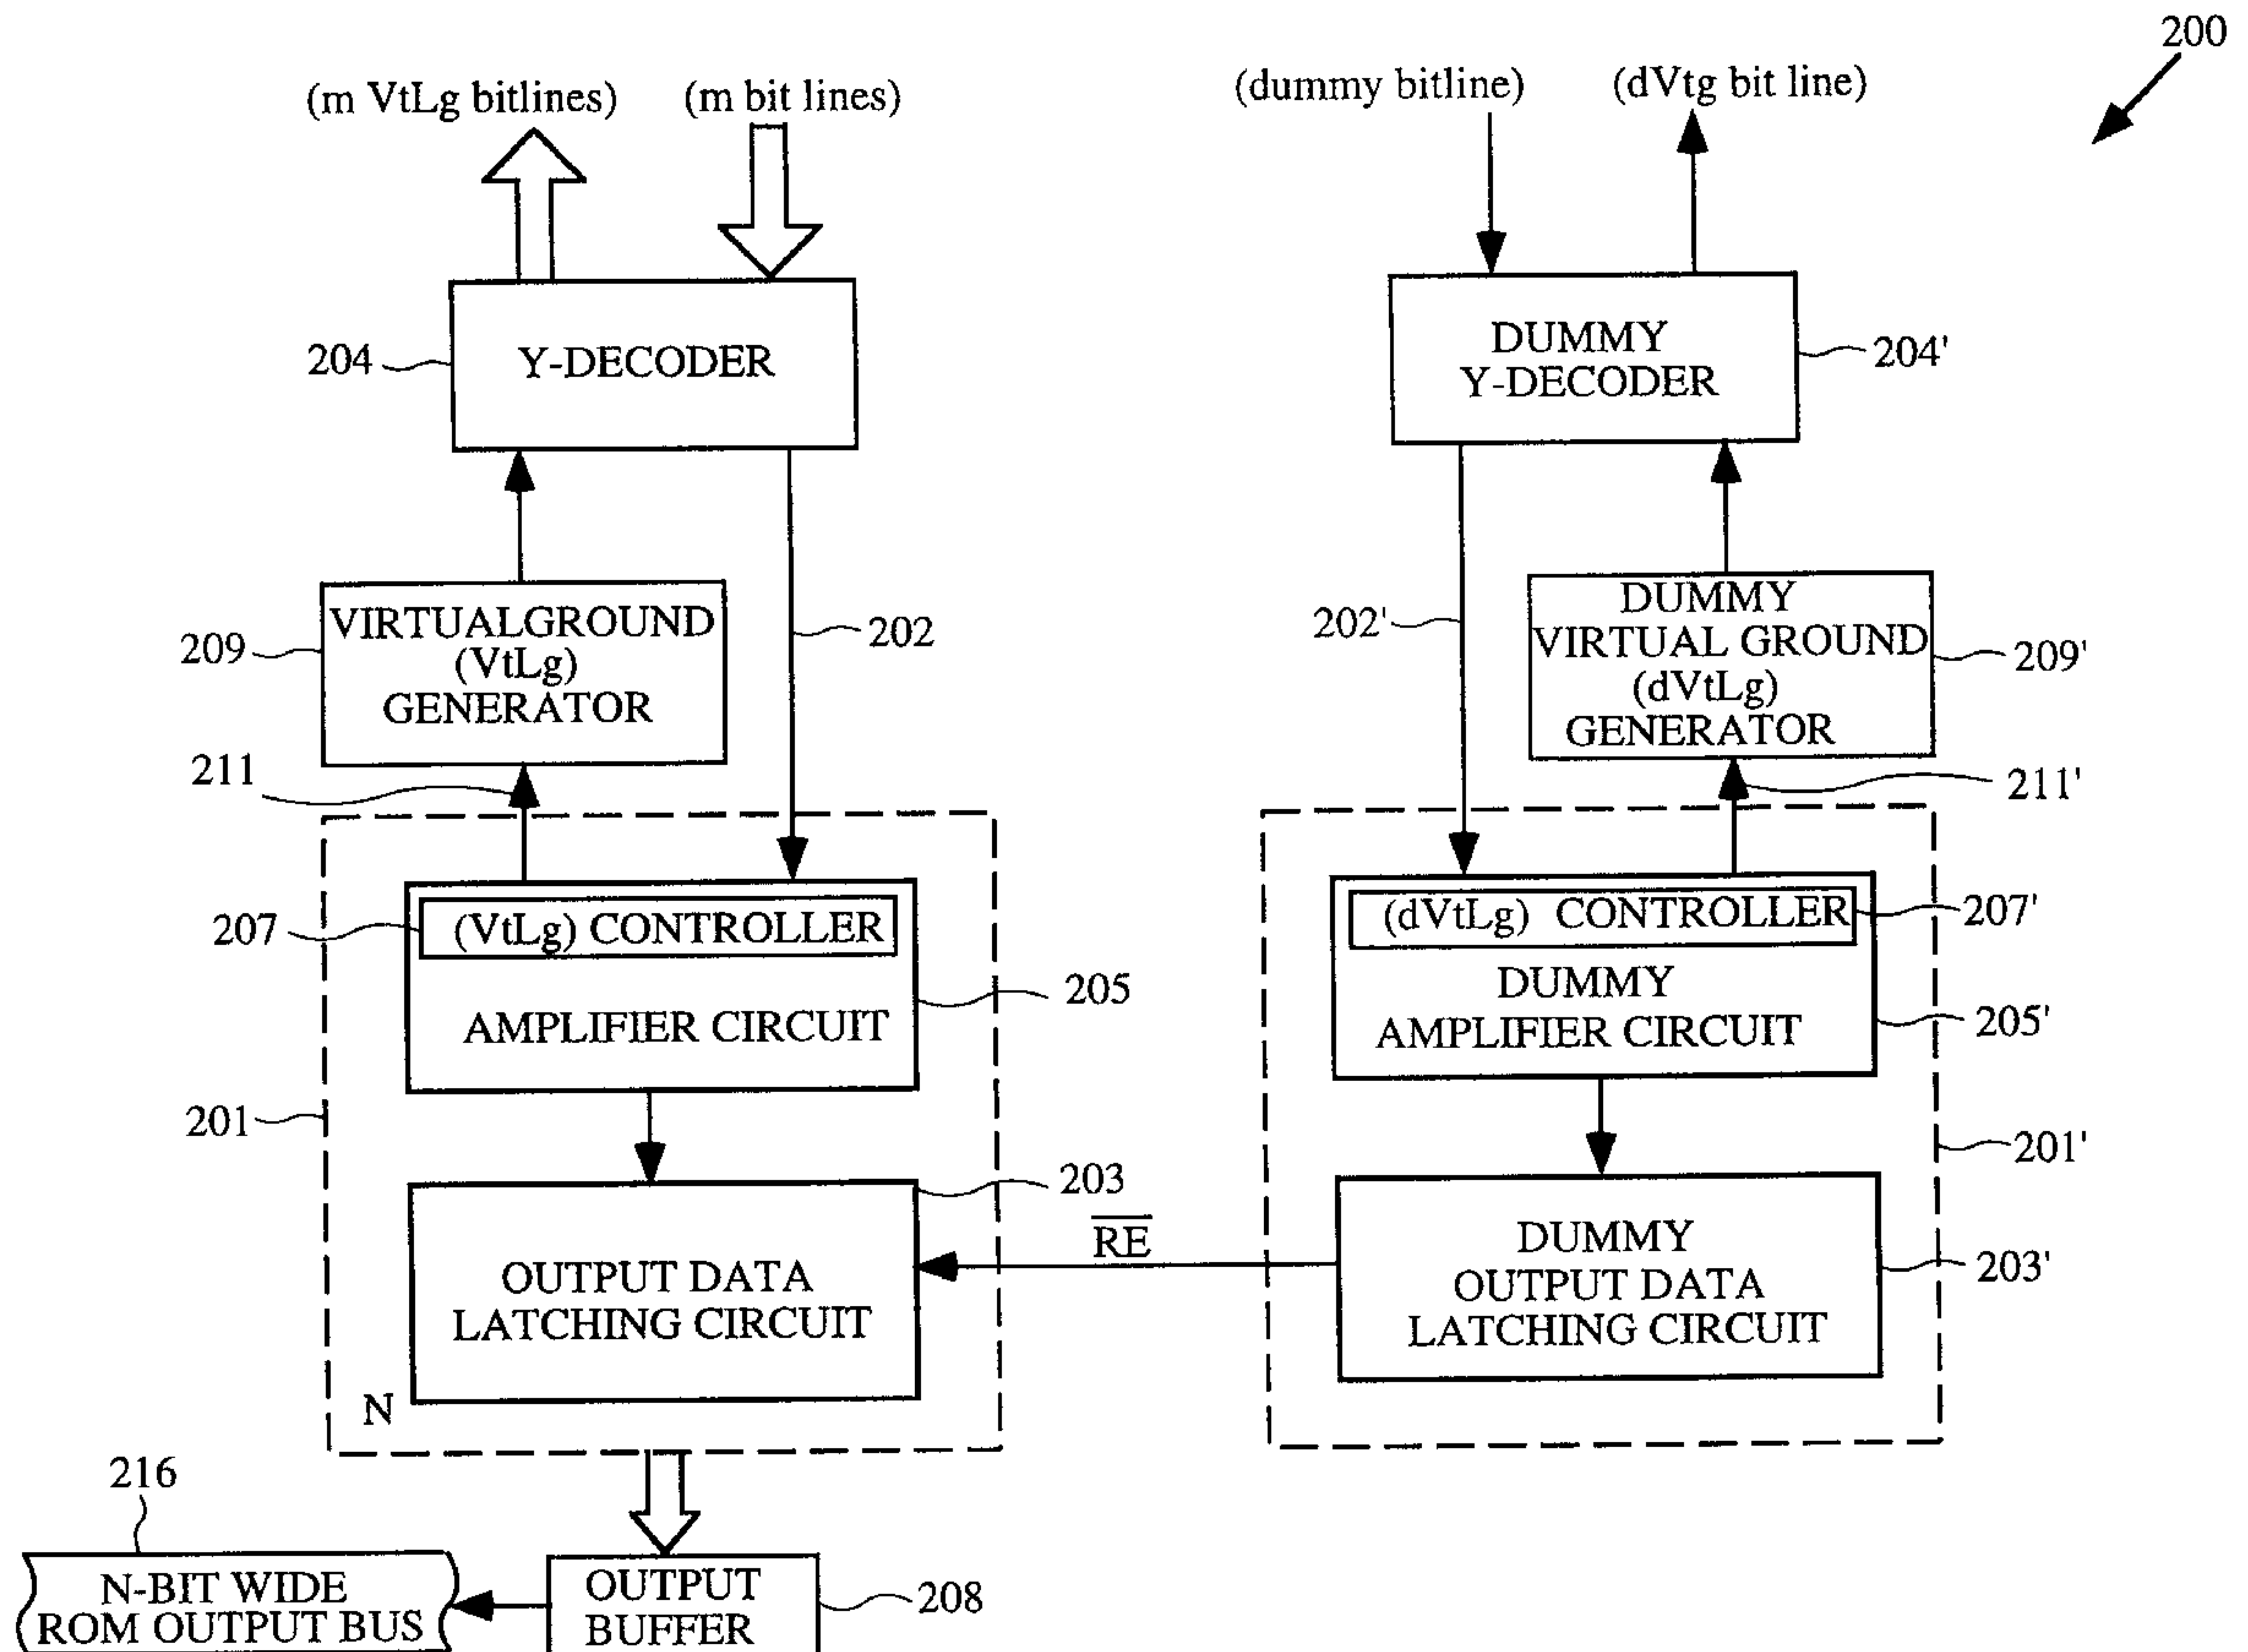 200
(m VtLg bitlines)
(m bit lines)
(dummy bitline)
(dVtg bit line)
204
Y-DECODER
DUMMY
Y-DECODER
204'
209
VIRTUALGROUND
(VtLg)
GENERATOR
202
202'
DUMMY
VIRTUAL GROUND
(dVtLg)
GENERATOR
209'
211
211'
207
(VtLg) CONTROLLER
AMPLIFIER CIRCUIT
205
(dVtLg) CONTROLLER
207'
DUMMY
AMPLIFIER CIRCUIT
205'
201
201'
203
OUTPUT DATA
LATCHING CIRCUIT
N
RE
DUMMY
OUTPUT DATA
LATCHING CIRCUIT
203'
216
N-BIT WIDE
ROM OUTPUT BUS
OUTPUT
BUFFER
208